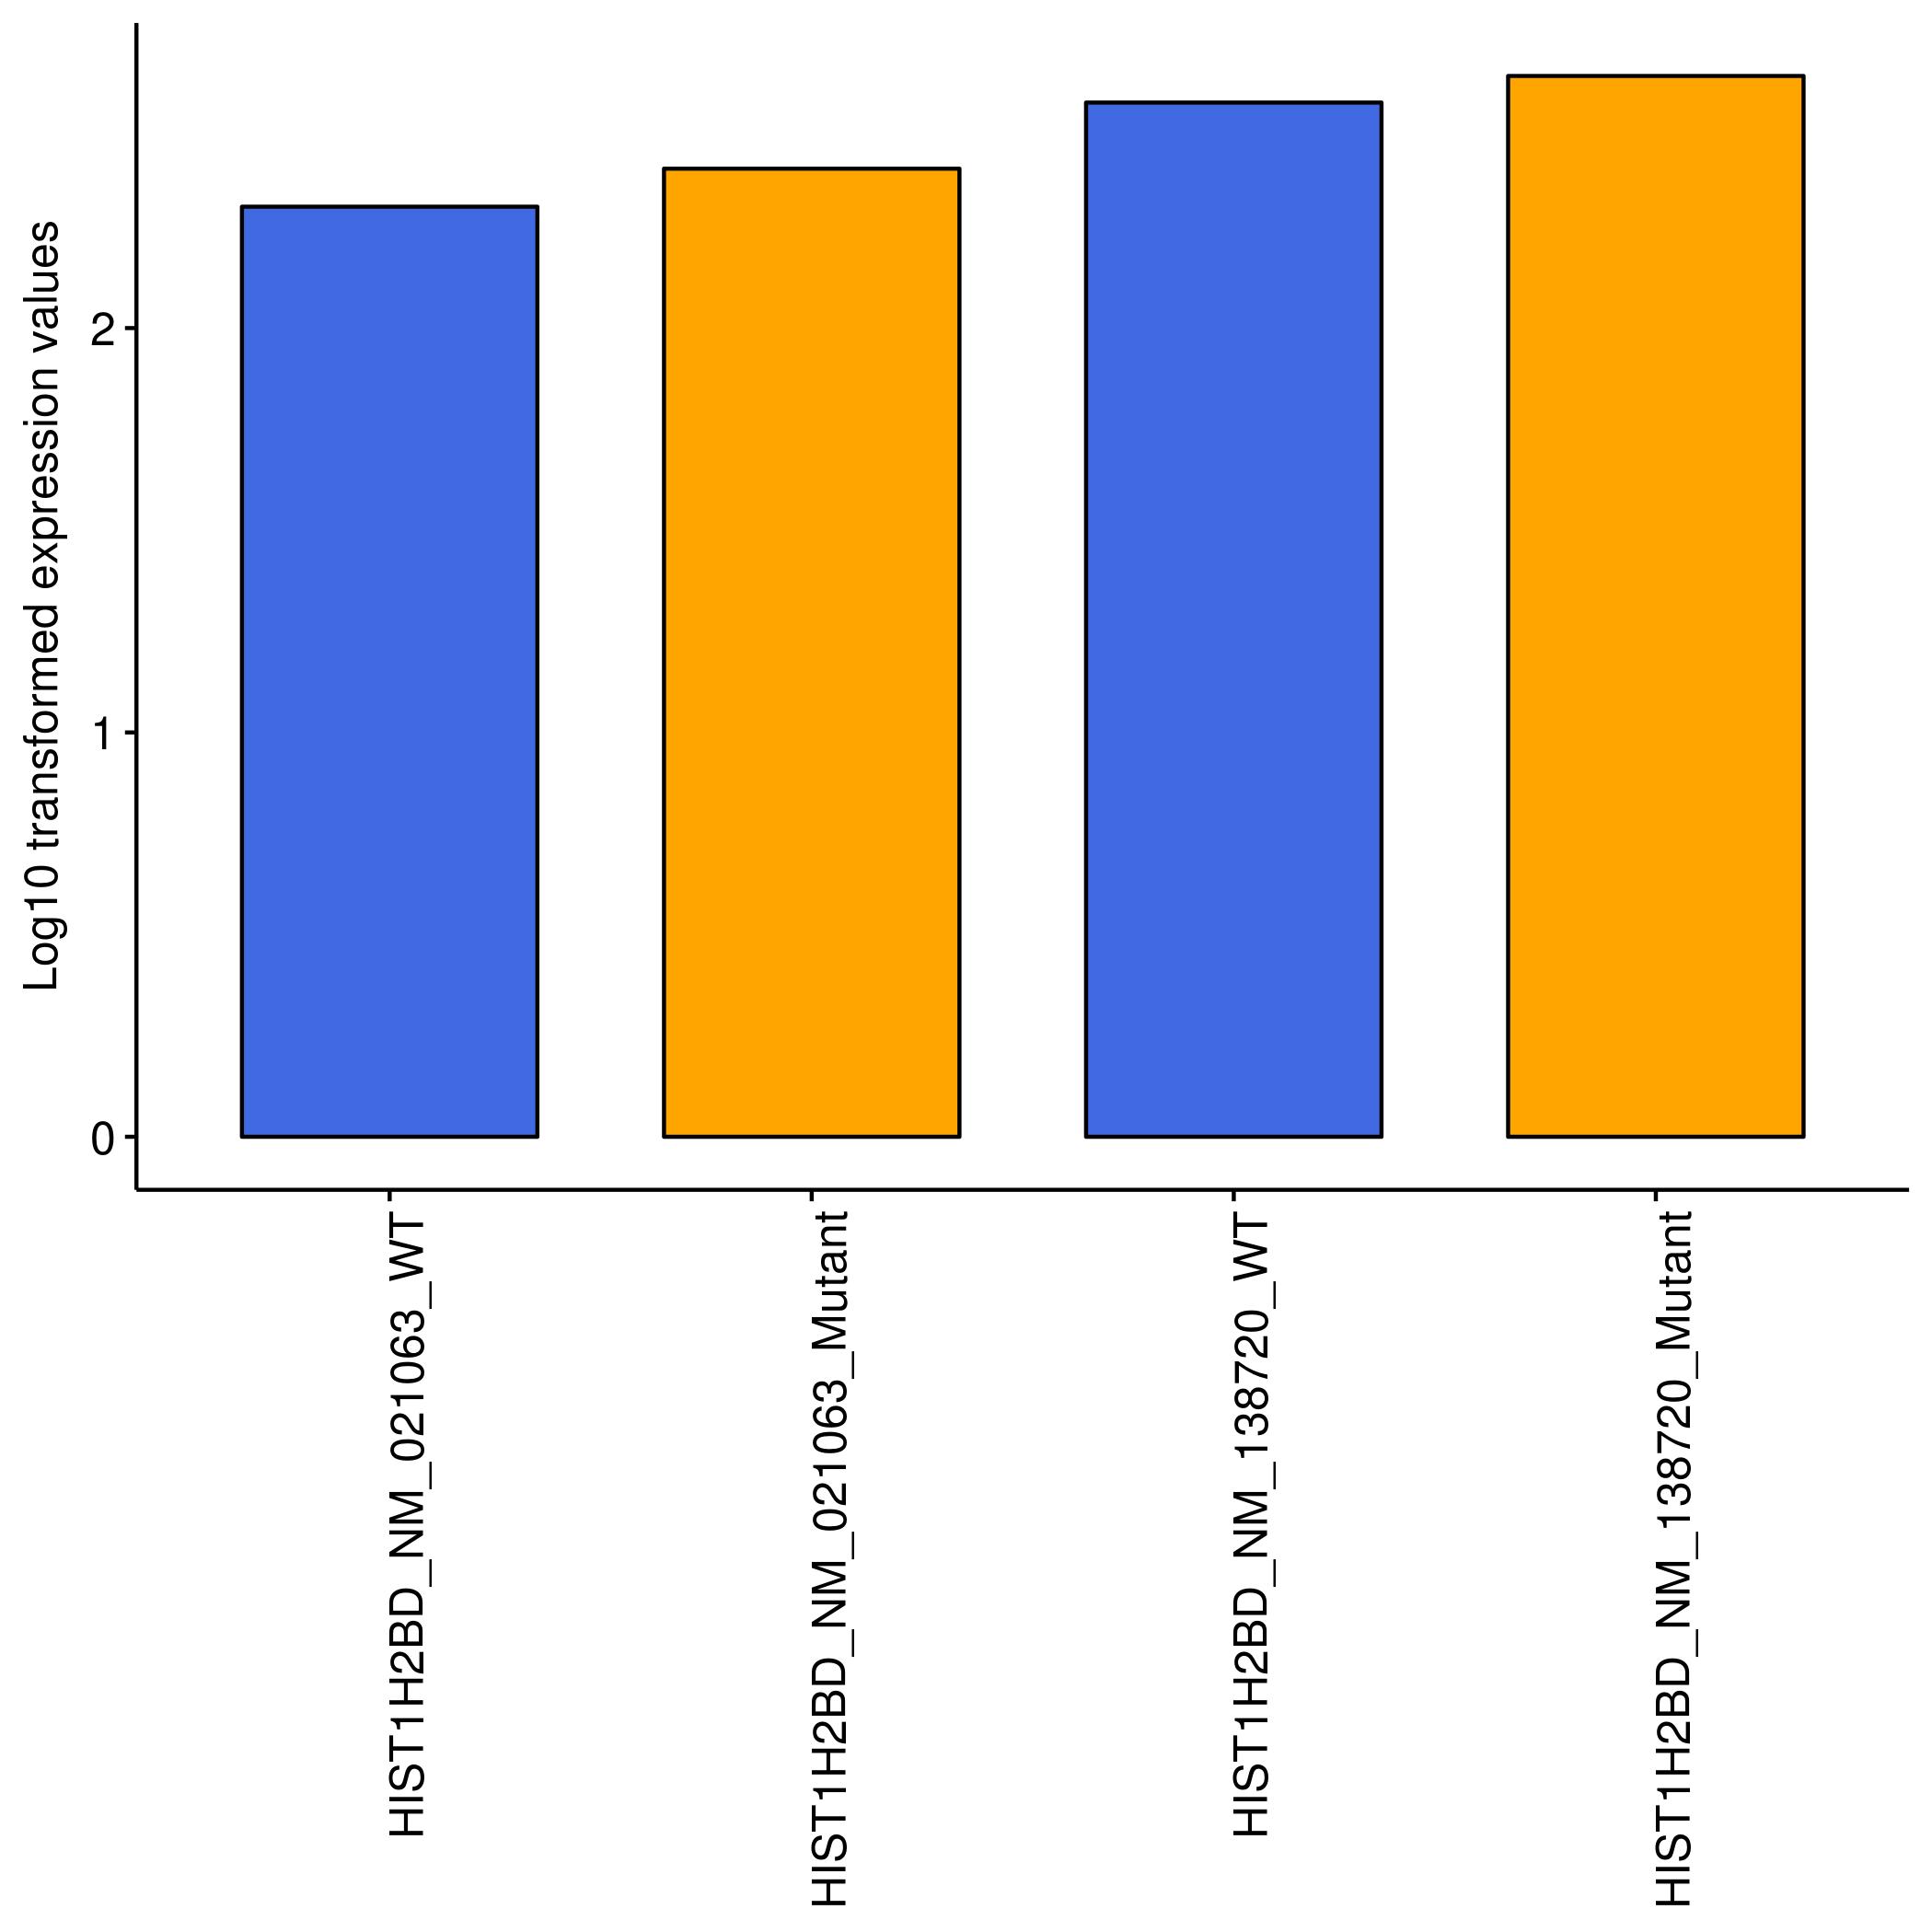 Log10 transformed expression values
2
1
0
HIST1H2BD_NM_021063_WT
HIST1H2BD_NM_021063_Mutant
HIST1H2BD_NM_138720_WT
HIST1H2BD_NM_138720_Mutant